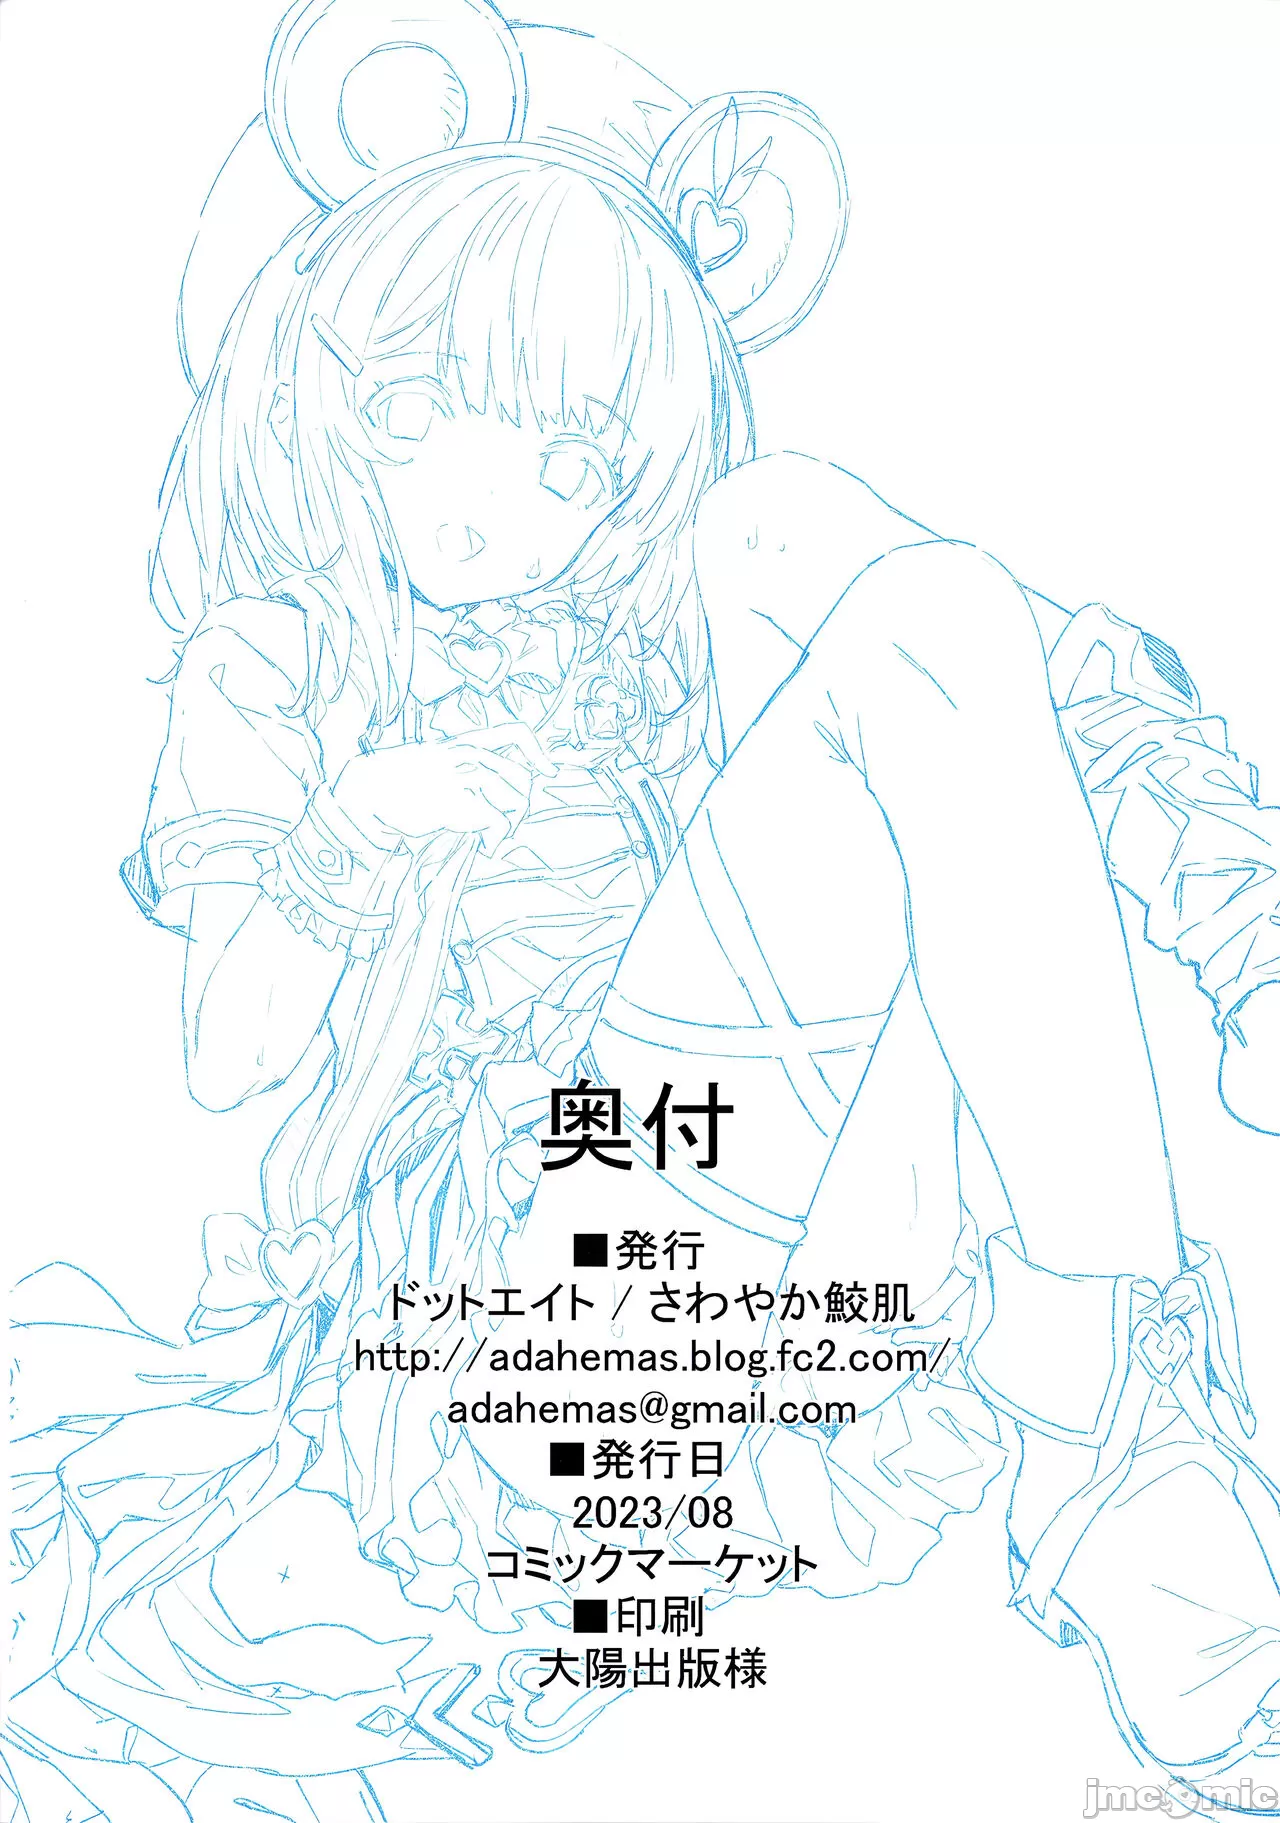 奥付
■発行
ドットエイト / さわやか鮫肌
http://adahemas.blog.fc2.com/
adahemas@gmail.com
■発行日
2023/08
コミックマーケット
■印刷
大陽出版様
jmcomic